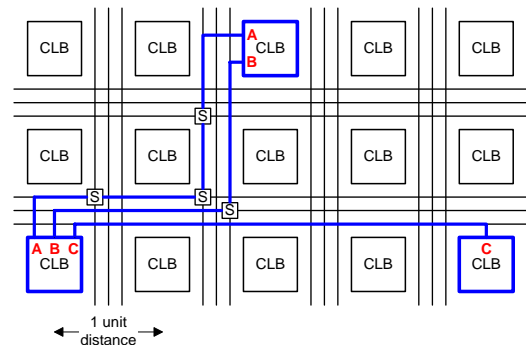 CLB CLB A CLB CLB CLB
B
S
CLB CLB CLB CLB CLB
S S
S
A B C C
CLB CLB CLB CLB CLB
1 unit
distance